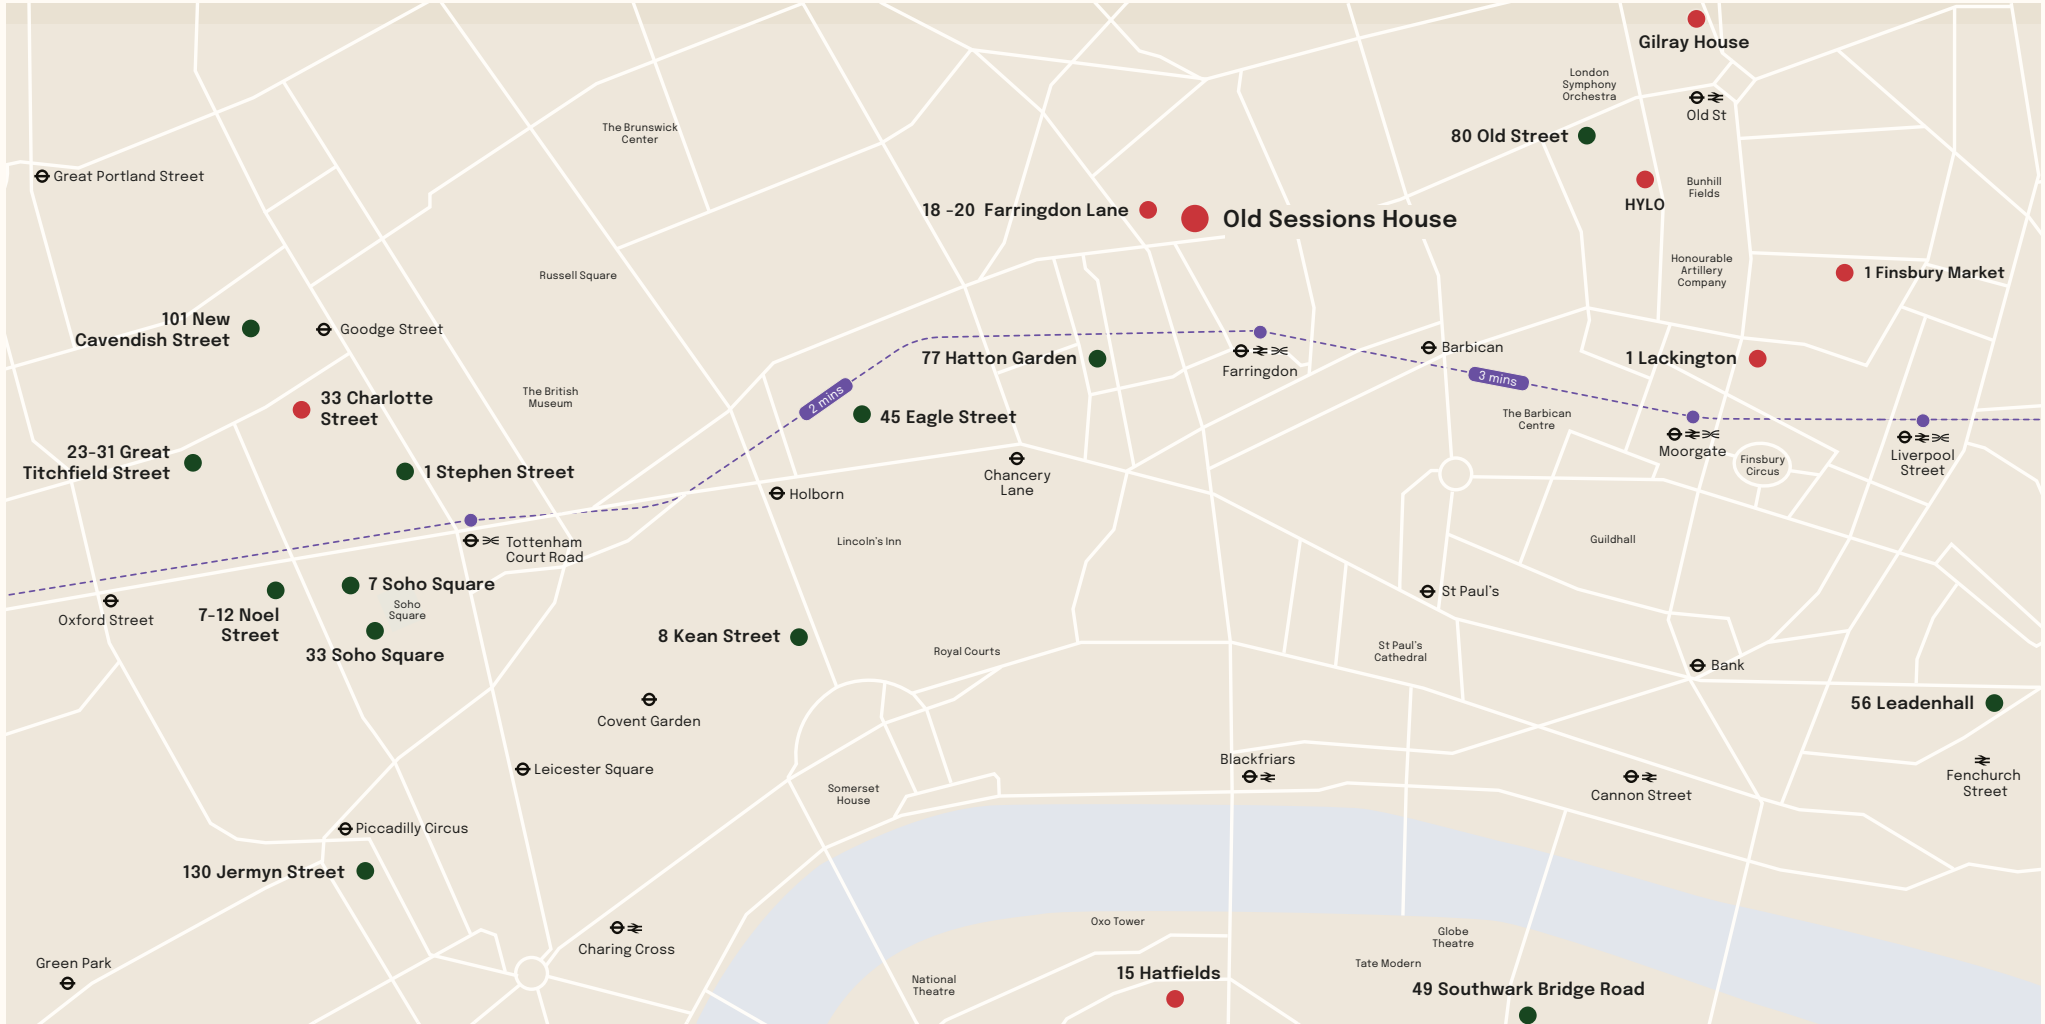 Gilray House
London
Symphony
Orchestra
Old St
80 Old Street
The Brunswick
Center
Great Portland Street
Bunhill
Fields
HYLO
18 -20 Farringdon Lane
Old Sessions House
Russell Square
Honourable
Artillery
Company
1 Finsbury Market
101 New
Cavendish Street
Goodge Street
77 Hatton Garden
Farringdon
Barbican
1 Lackington
3 mins
2 mins
33 Charlotte
Street
The British
Museum
45 Eagle Street
The Barbican
Centre
Moorgate
Finsbury
Circus
Liverpool
Street
23-31 Great
Titchfield Street
1 Stephen Street
Chancery
Lane
Holborn
Tottenham
Court Road
Lincoln's Inn
Guildhall
Oxford Street
7-12 Noel
Street
7 Soho Square
Soho
Square
33 Soho Square
St Paul's
8 Kean Street
Royal Courts
St Paul's
Cathedral
Bank
56 Leadenhall
Covent Garden
Leicester Square
Blackfriars
Somerset
House
Cannon Street
Fenchurch
Street
Piccadilly Circus
130 Jermyn Street
Charing Cross
Oxo Tower
Globe
Theatre
Green Park
Tate Modern
National
Theatre
15 Hatfields
49 Southwark Bridge Road